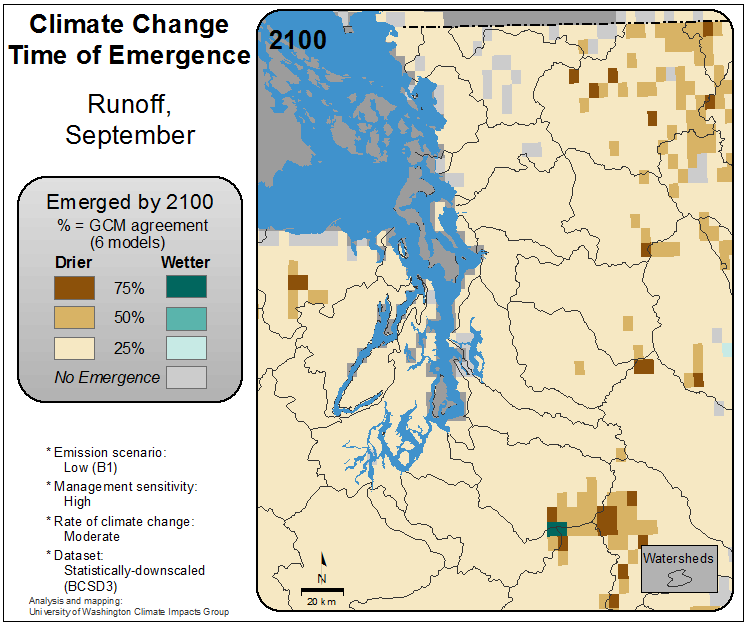 Climate Change
Time of Emergence
Runoff,
September
Emerged by 2100
% = GCM agreement
(6 models)
Drier Wetter
75%
50%
25%
No Emergence
* Emission scenario:
Low (B1)
* Management sensitivity:
High
* Rate of climate change:
Moderate
* Dataset:
Statistically-downscaled
(BCSD3)
Analysis and mapping:
University of Washington Climate Impacts Group
2100
N
20 km
Watersheds